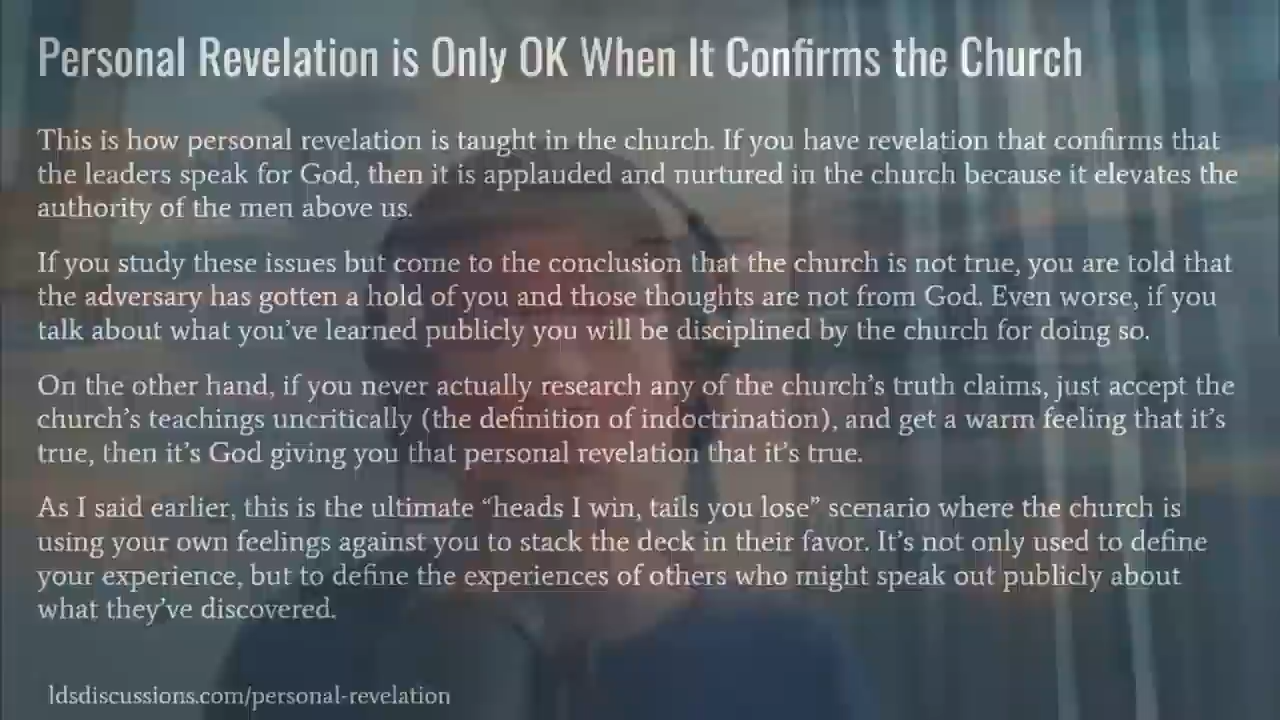 Personal Revelation is Only OK When It Confirms the Church
This is how personal revelation is taught in the church. If you have revelation that confirms that
the leaders speak for God, then it is applauded and nurtured in the church because it elevates the
authority of the men above us.
If you study these issues but come to the conclusion that the church is not true, you are told that
the adversary has gotten a hold of you and those thoughts are not from God. Even worse, if you
talk about what you’ve learned publicly you will be disciplined by the church for doing so.
On the other hand, if you never actually research any of the church’s truth claims, just accept the
church’s teachings uncritically (the definition of indoctrination), and get a warm feeling that it’s
true, then it’s God giving you that personal revelation that it’s true.
As I said earlier, this is the ultimate “heads I win, tails you lose” scenario where the church is
using your own feelings against you to stack the deck in their favor. It’s not only used to define
your experience, but to define the experiences of others who might speak out publicly about
what they’ve discovered.
ldsdiscussions.com/personal-revelation